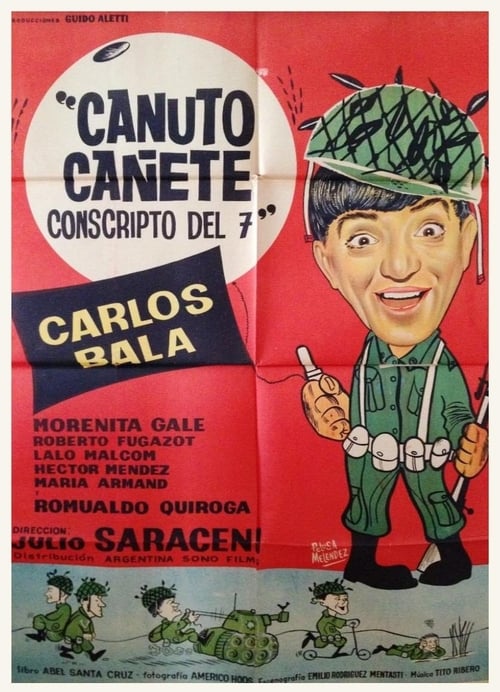 PRODUCCIONES GUIDO ALETTI
"CANUTO
CAÑETE
CONSCRIPTO DEL 7"
CARLOS
BALA
MORENITA GALE
ROBERTO FUGAZOT
LALO MALCOM
HECTOR MENDEZ
MARIA ARMAND
Y
ROMUALDO QUIROGA
DIRECCION:
JULIO SARACENI
Distribución ARGENTINA SONO FILM
MELENDEZ
libro ABEL SANTA CRUZ - fotografía AMERICO HOOS - Escenografía EMILIO RODRIGUEZ MENTASTI - Música TITO RIBERO